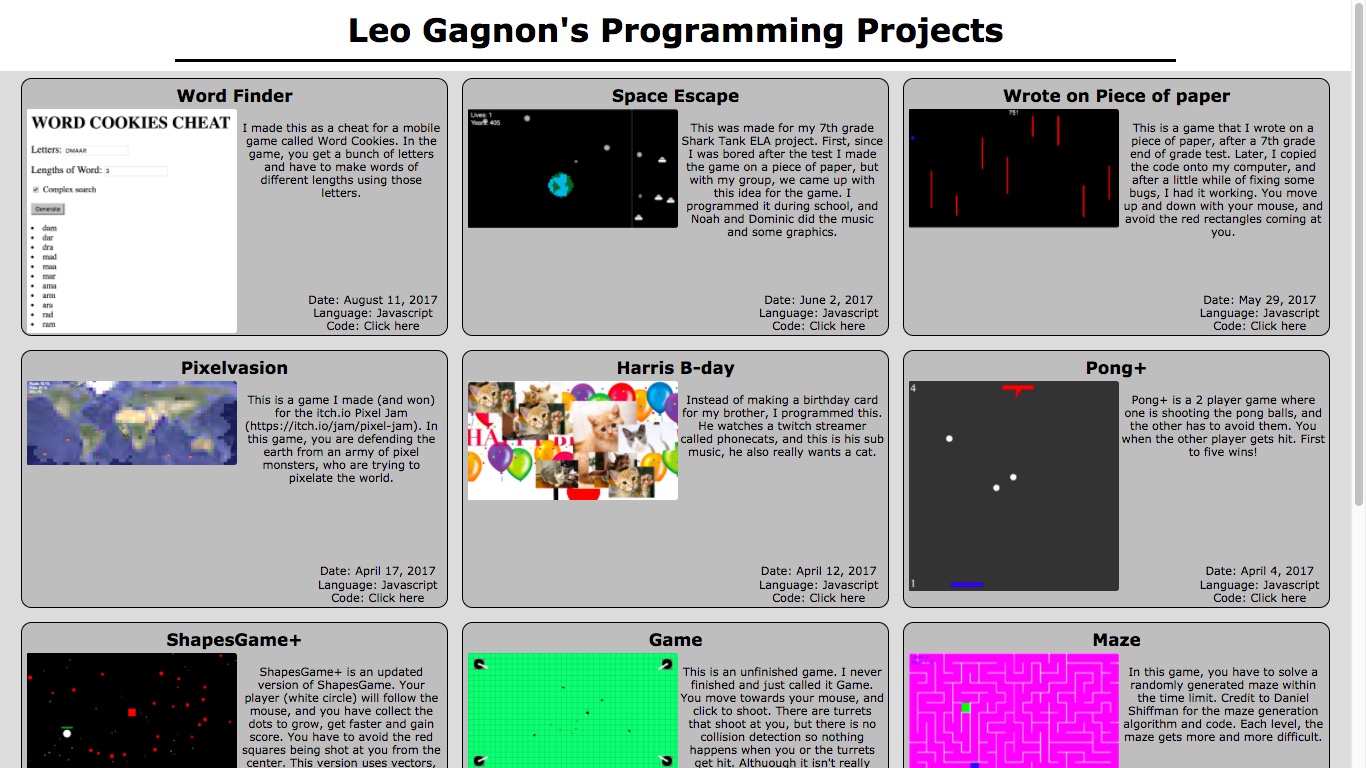 Leo Gagnon's Programming Projects
Word Finder
WORD COOKIES CHEAT
Letters: DMAAR
Lengths of Word: 3
Complex search
Generate
dam
dar
dra
mad
maa
mar
ama
arm
ara
rad
ram
I made this as a cheat for a mobile
game called Word Cookies. In the
game, you get a bunch of letters
and have to make words of
different lengths using those
letters.
Date: August 11, 2017
Language: Javascript
Code: Click here
Space Escape
Lives: 1
Years: 405
This was made for my 7th grade
Shark Tank ELA project. First, since
I was bored after the test I made
the game on a piece of paper, but
with my group, we came up with
this idea for the game. I
programmed it during school, and
Noah and Dominic did the music
and some graphics.
Date: June 2, 2017
Language: Javascript
Code: Click here
Wrote on Piece of paper
751
This is a game that I wrote on a
piece of paper, after a 7th grade
end of grade test. Later, I copied
the code onto my computer, and
after a little while of fixing some
bugs, I had it working. You move
up and down with your mouse, and
avoid the red rectangles coming at
you.
Date: May 29, 2017
Language: Javascript
Code: Click here
Pixelvasion
This is a game I made (and won)
for the itch.io Pixel Jam
(https://itch.io/jam/pixel-jam). In
this game, you are defending the
earth from an army of pixel
monsters, who are trying to
pixelate the world.
Date: April 17, 2017
Language: Javascript
Code: Click here
Harris B-day
Instead of making a birthday card
for my brother, I programmed this.
He watches a twitch streamer
called phonecats, and this is his sub
music, he also really wants a cat.
Date: April 12, 2017
Language: Javascript
Code: Click here
Pong+
4
1
Pong+ is a 2 player game where
one is shooting the pong balls, and
the other has to avoid them. You
when the other player gets hit. First
to five wins!
Date: April 4, 2017
Language: Javascript
Code: Click here
ShapesGame+
ShapesGame+ is an updated
version of ShapesGame. Your
player (white circle) will follow the
mouse, and you have collect the
dots to grow, get faster and gain
score. You have to avoid the red
squares being shot at you from the
center. This version uses vectors,
Game
This is an unfinished game. I never
finished and just called it Game.
You move towards your mouse, and
click to shoot. There are turrets
that shoot at you, but there is no
collision detection so nothing
happens when you or the turrets
get hit. Althuough it isn't really
Maze
In this game, you have to solve a
randomly generated maze within
the time limit. Credit to Daniel
Shiffman for the maze generation
algorithm and code. Each level, the
maze gets more and more difficult.